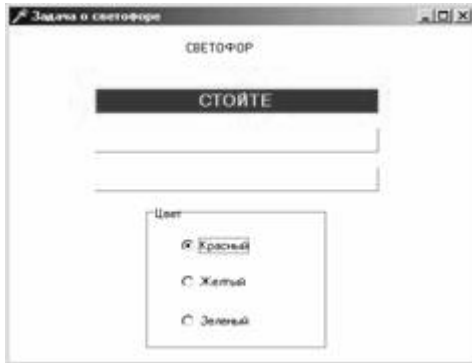 Задача о светофоре
СВЕТОФОР
СТОЙТЕ
Цвет
Красный
Желтый
Зеленый